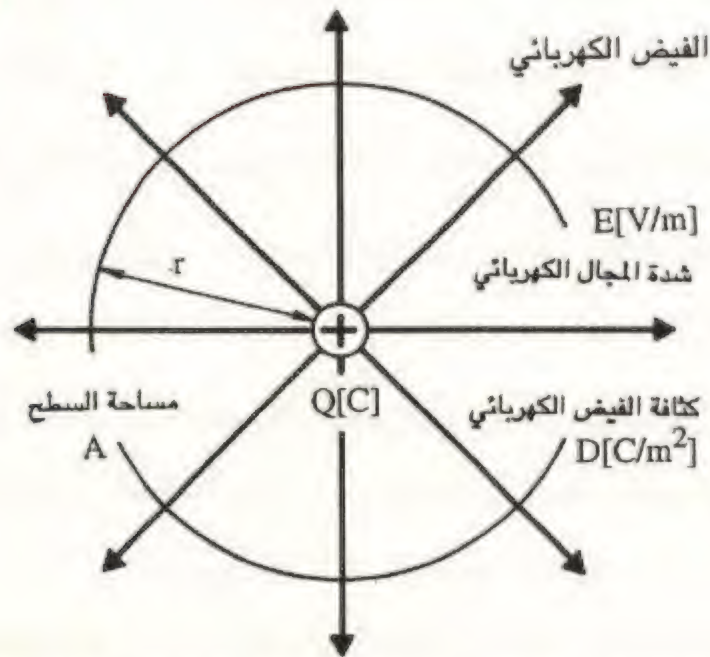 الفيض الكهربائي
E[V/m]
شدة المجال الكهربائي
r
Q[C]
مساحة السطح
A
كثافة الفيض الكهربائي
D[C/m²]